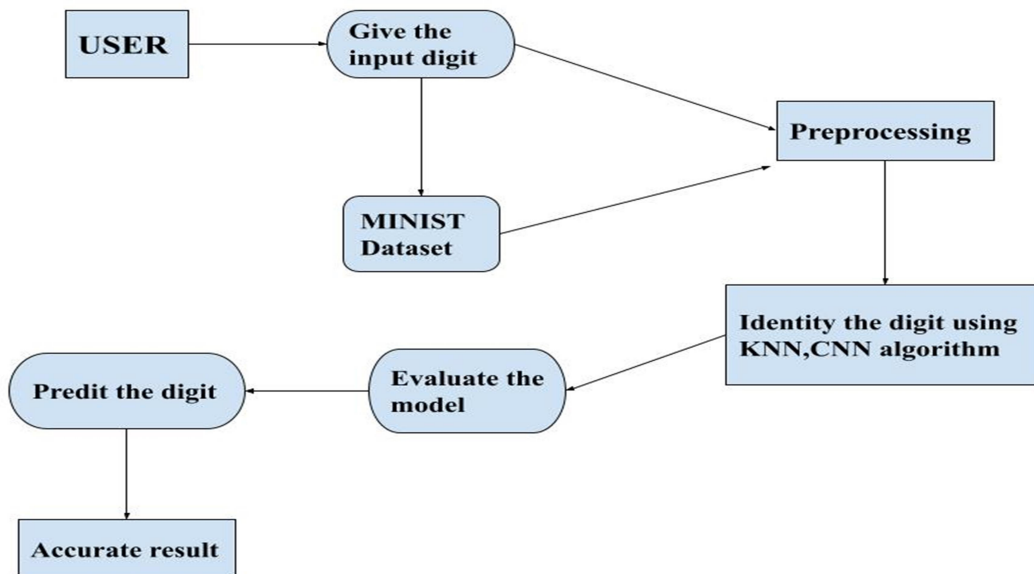 USER
Give the
input digit
Preprocessing
MINIST
Dataset
Identity the digit using
KNN,CNN algorithm
Evaluate the
model
Predit the digit
Accurate result